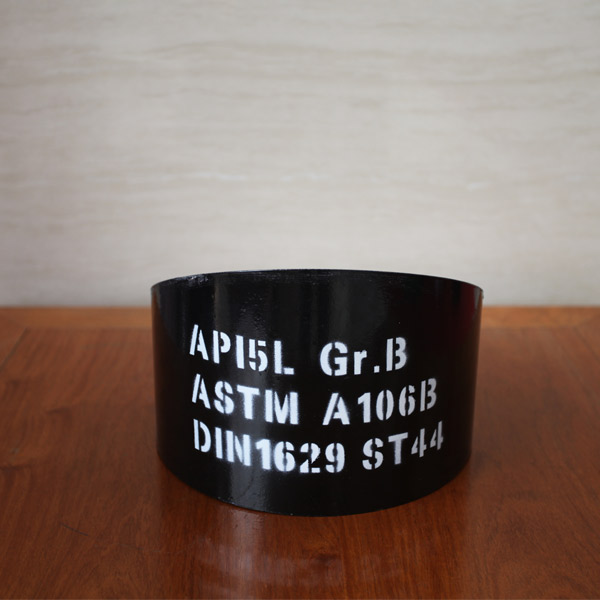 API5L Gr.B
ASTM A106B
DIN1629 ST44